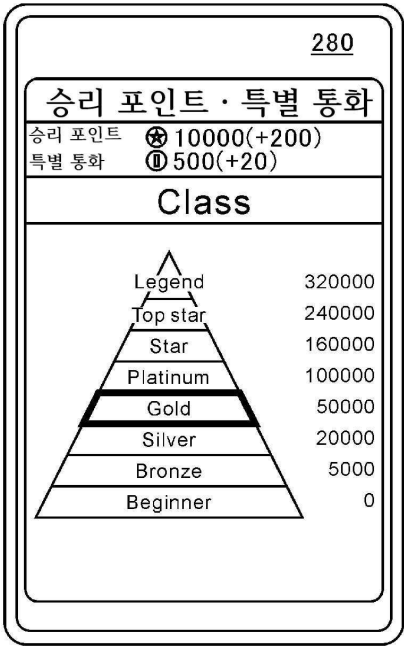 280
승리 포인트 · 특별 통화
승리 포인트 ★ 10000(+200)
특별 통화 500(+20)
Class
Legend 320000
Top star 240000
Star 160000
Platinum 100000
Gold 50000
Silver 20000
Bronze 5000
Beginner 0